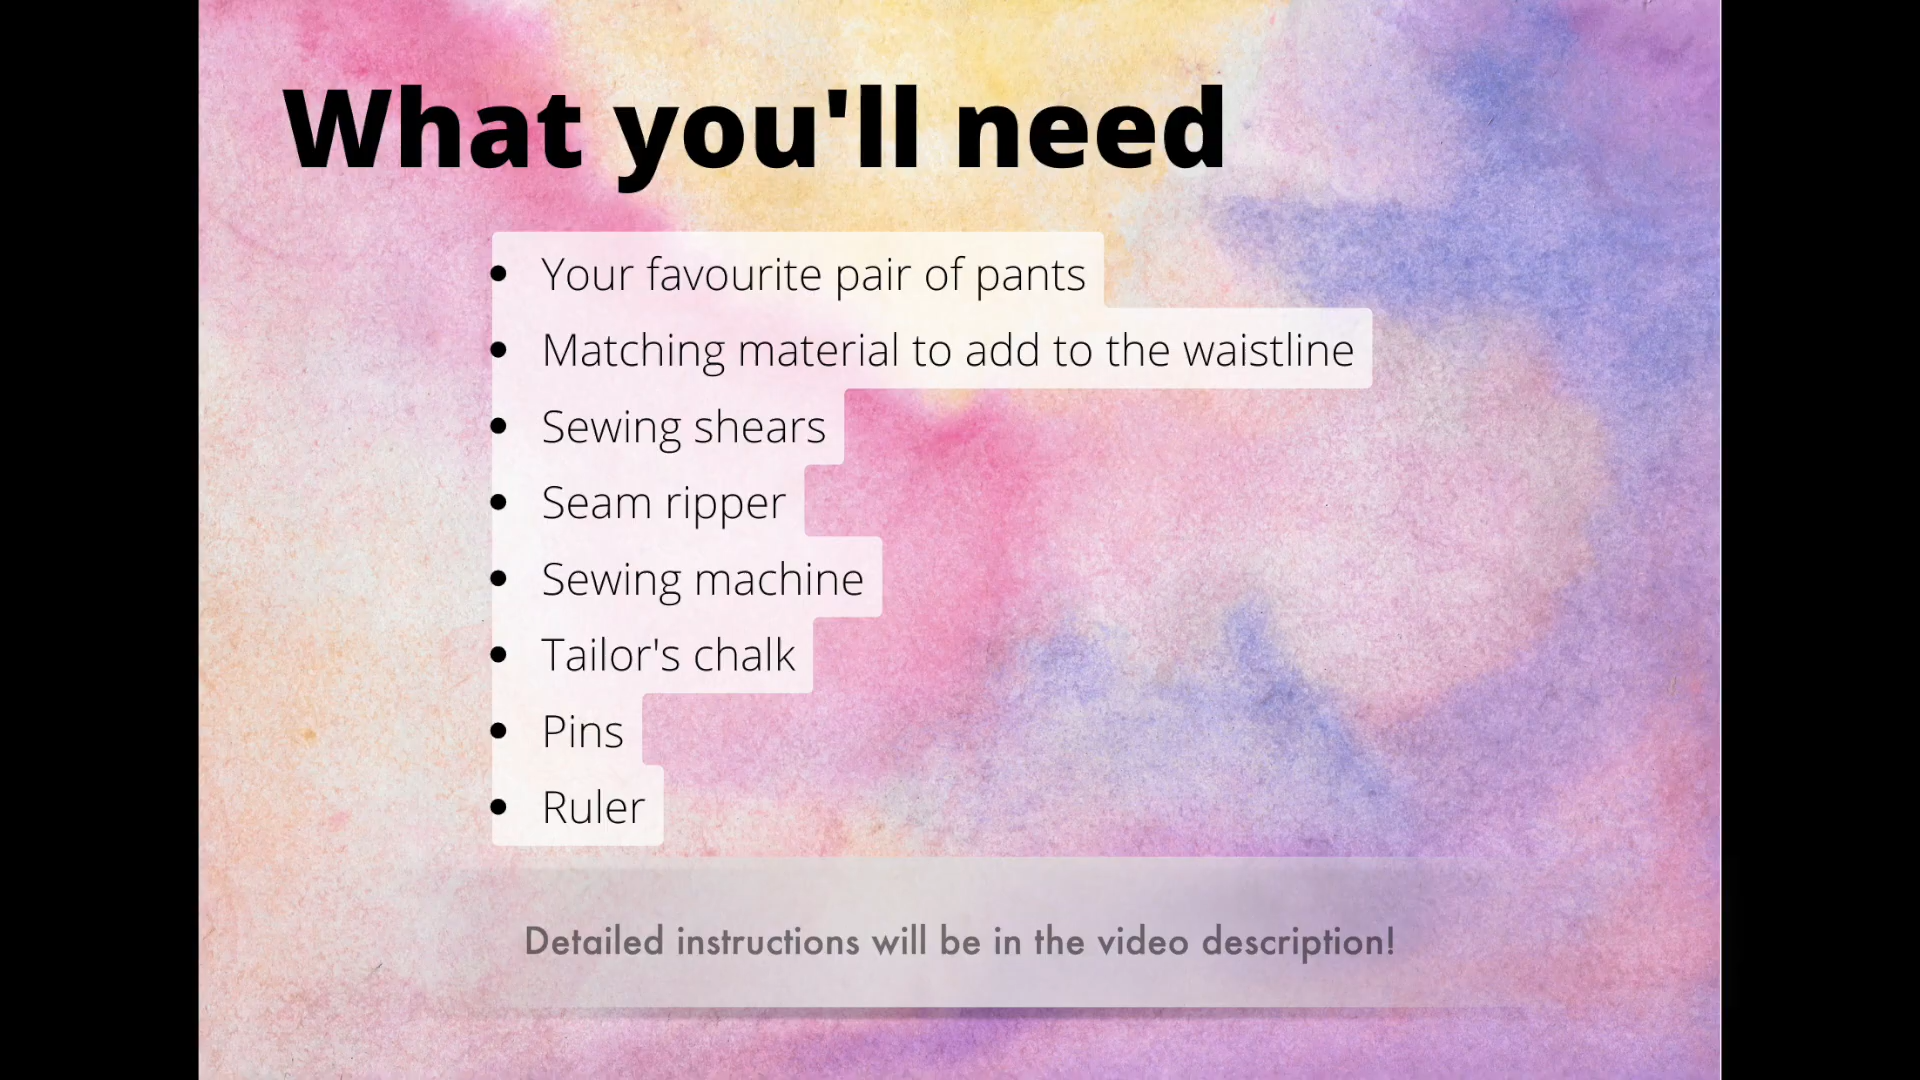 What you'll need
• Your favourite pair of pants
• Matching material to add to the waistline
• Sewing shears
• Seam ripper
• Sewing machine
• Tailor's chalk
• Pins
• Ruler
Detailed instructions will be in the video description!